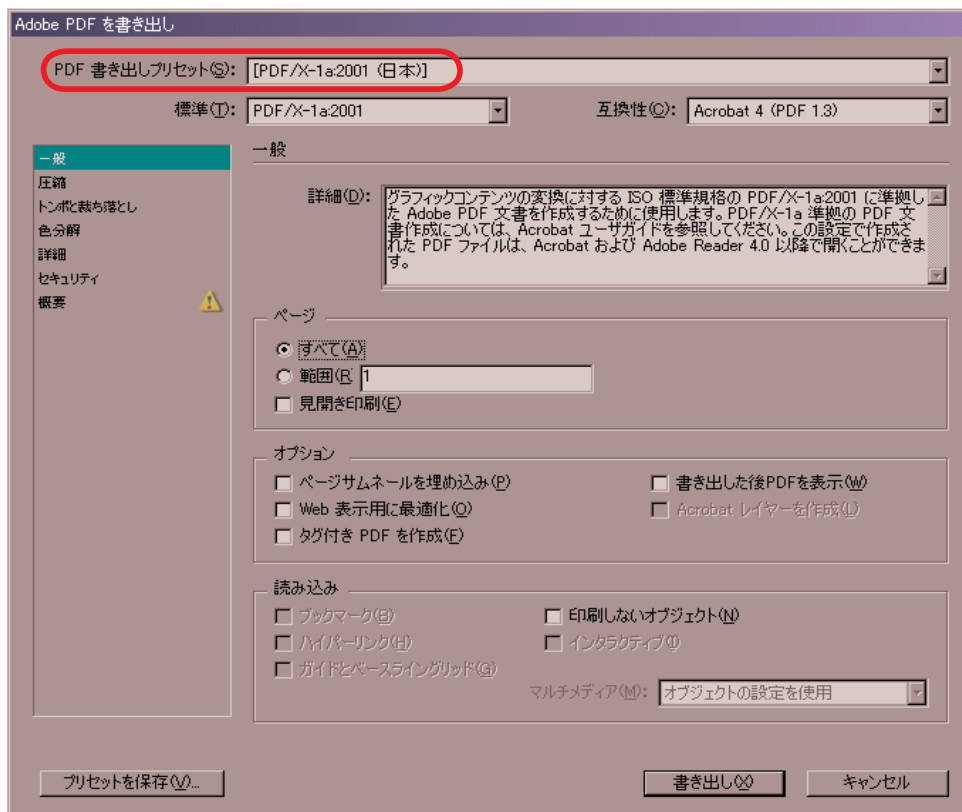 Adobe PDF を書き出し
PDF 書き出しプリセット(S): [PDF/X-1a:2001 (日本)]
標準(T): PDF/X-1a:2001 互換性(C): Acrobat 4 (PDF 1.3)
一般
圧縮
トンボと裁ち落とし
色分解
詳細
セキュリティ
概要
一般
詳細(D): グラフィックコンテンツの変換に対する ISO 標準規格の PDF/X-1a:2001 に準拠し
た Adobe PDF 文書を作成するために使用します。PDF/X-1a 準拠の PDF 文
書作成については、Acrobat ユーザガイドを参照してください。この設定で作成さ
れた PDF ファイルは、Acrobat および Adobe Reader 4.0 以降で開くことができま
す。
ページ
すべて(A)
範囲(R 1
見開き印刷(E)
オプション
ページサムネールを埋め込み(P) 書き出した後PDFを表示(W)
Web 表示用に最適化(O) Acrobat レイヤーを作成(L)
タグ付き PDF を作成(F)
読み込み
ブックマーク(B) 印刷しないオブジェクト(N)
ハイパーリンク(H) インタラクティブ(I)
ガイドとベースライングリッド(G)
マルチメディア(M): オブジェクトの設定を使用
プリセットを保存(V)... 書き出し(X) キャンセル